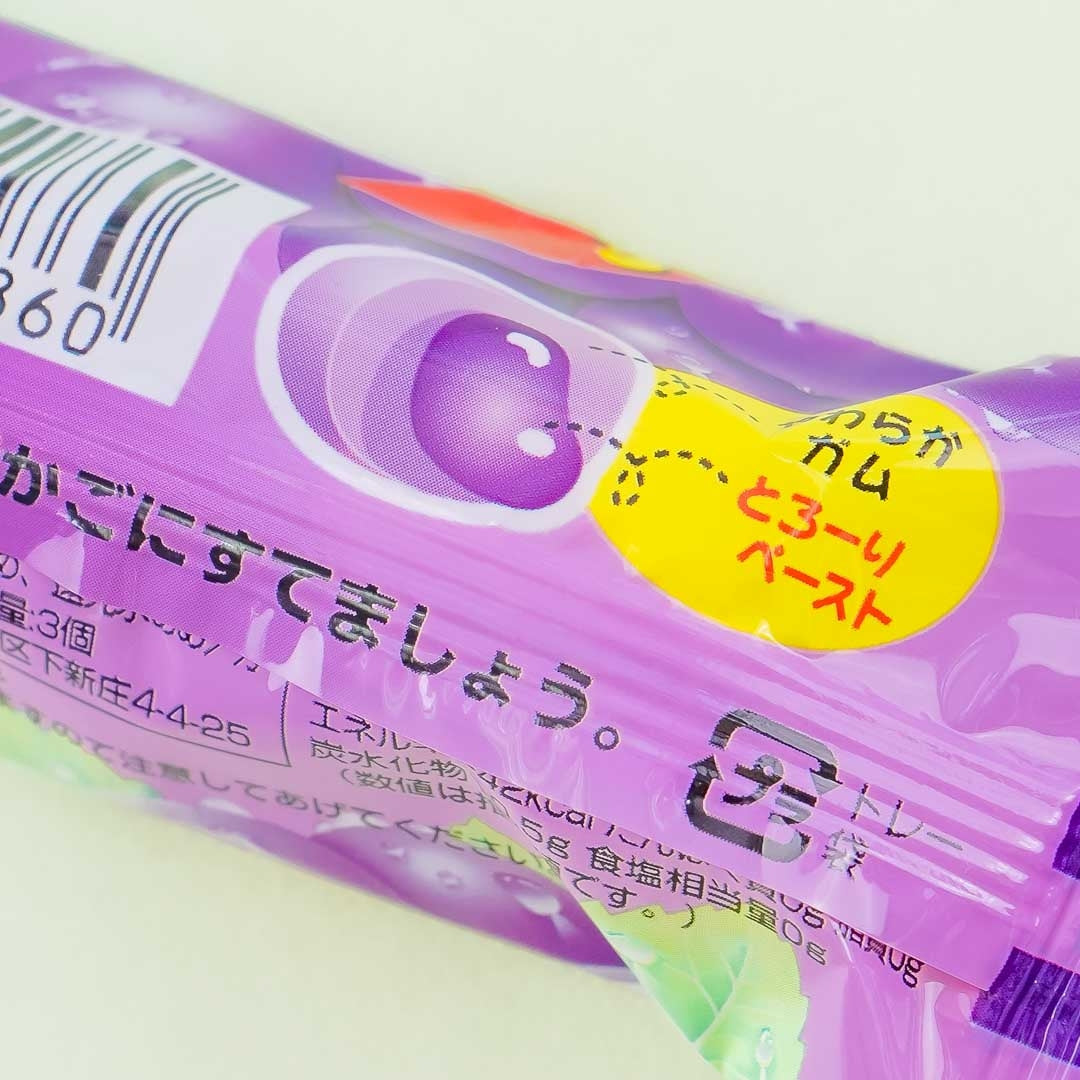 360
やわらか
ガム
とろーり
ペースト
かごにすてましょう。
量:3個
区下新庄4-4-25
ので注意してあげてください
エネル
炭水化物
(数値は
5g 食塩相当量0g
です。)
プラ
トレー
袋